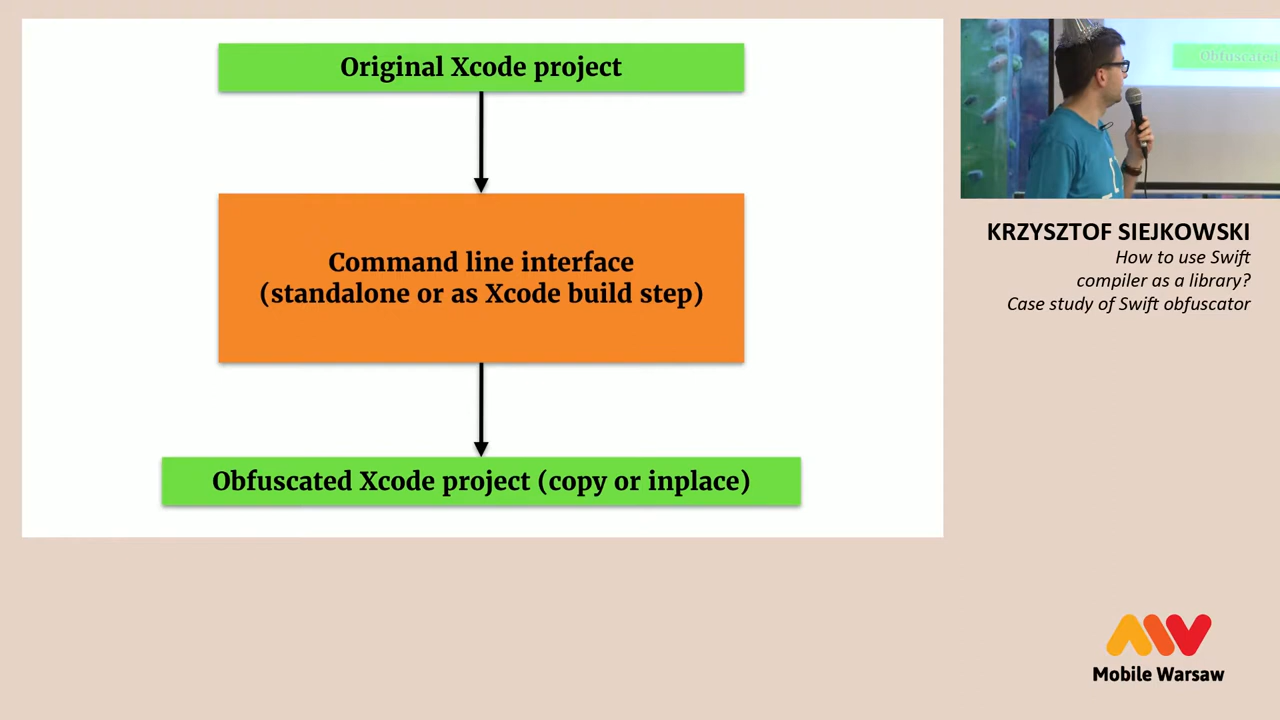 Original Xcode project
Command line interface
(standalone or as Xcode build step)
Obfuscated Xcode project (copy or inplace)
Obfuscated
KRZYSZTOF SIEJKOWSKI
How to use Swift
compiler as a library?
Case study of Swift obfuscator
Mobile Warsaw